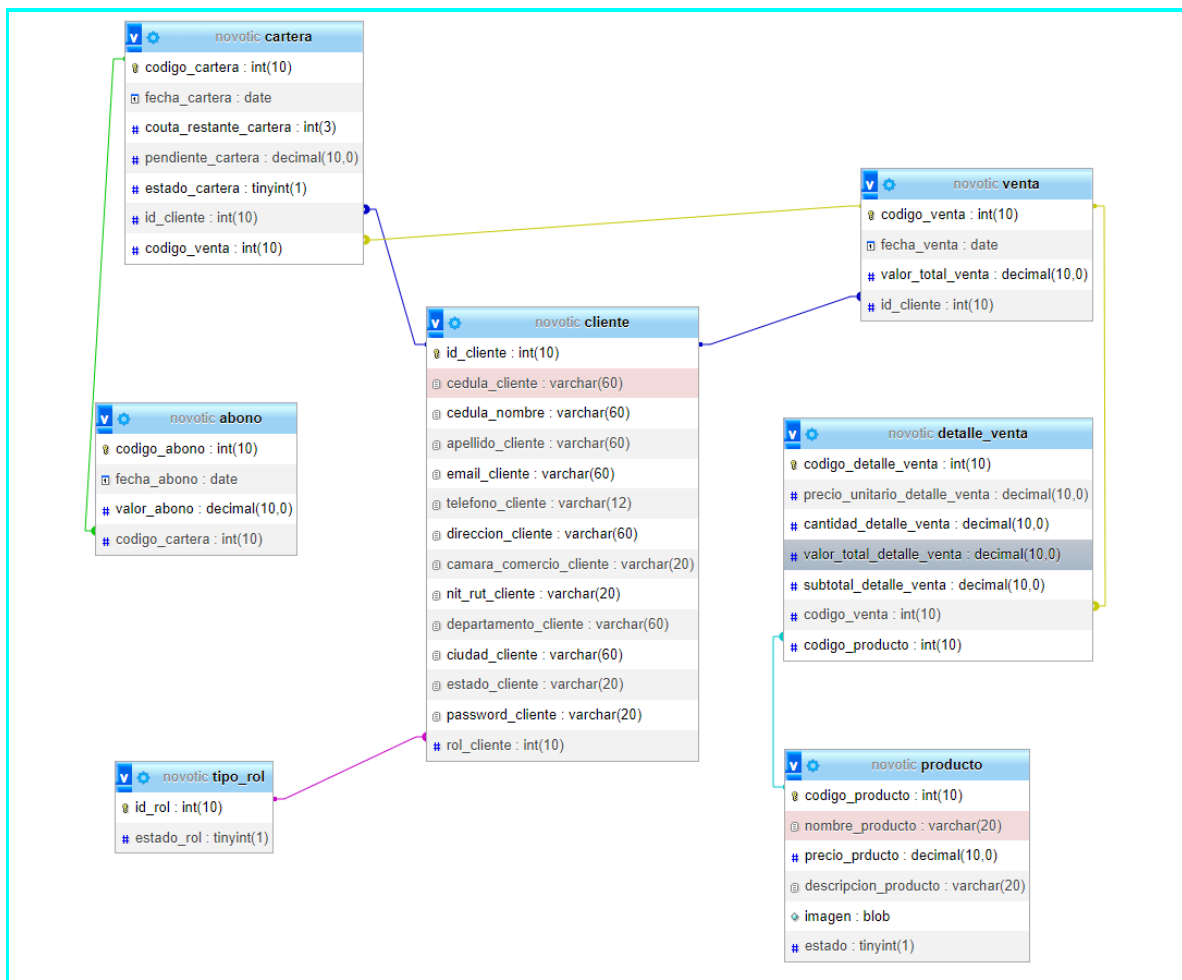 novotic cartera
codigo_cartera : int(10)
fecha_cartera : date
couta_restante_cartera : int(3)
pendiente_cartera : decimal(10,0)
estado_cartera : tinyint(1)
id_cliente : int(10)
codigo_venta : int(10)
novotic venta
codigo_venta : int(10)
fecha_venta : date
valor_total_venta : decimal(10,0)
id_cliente : int(10)
novotic cliente
id_cliente : int(10)
cedula_cliente : varchar(60)
cedula_nombre : varchar(60)
apellido_cliente : varchar(60)
email_cliente : varchar(60)
telefono_cliente : varchar(12)
direccion_cliente : varchar(60)
camara_comercio_cliente : varchar(20)
nit_rut_cliente : varchar(20)
departamento_cliente : varchar(60)
ciudad_cliente : varchar(60)
estado_cliente : varchar(20)
password_cliente : varchar(20)
rol_cliente : int(10)
novotic abono
codigo_abono : int(10)
fecha_abono : date
valor_abono : decimal(10,0)
codigo_cartera : int(10)
novotic detalle_venta
codigo_detalle_venta : int(10)
precio_unitario_detalle_venta : decimal(10,0)
cantidad_detalle_venta : decimal(10,0)
valor_total_detalle_venta : decimal(10,0)
subtotal_detalle_venta : decimal(10,0)
codigo_venta : int(10)
codigo_producto : int(10)
novotic tipo_rol
id_rol : int(10)
estado_rol : tinyint(1)
novotic producto
codigo_producto : int(10)
nombre_producto : varchar(20)
precio_prducto : decimal(10,0)
descripcion_producto : varchar(20)
imagen : blob
estado : tinyint(1)